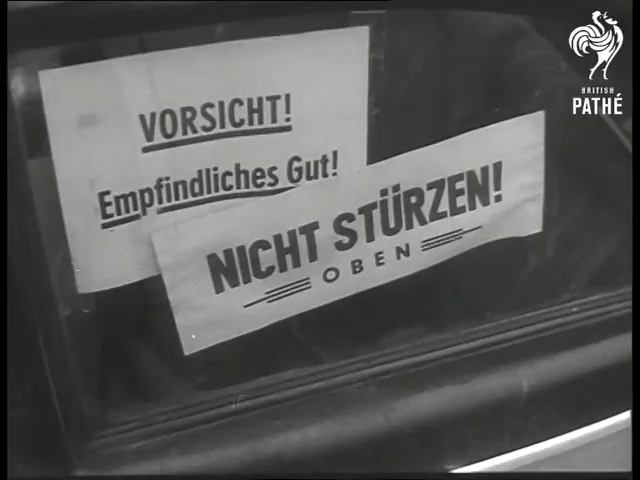 BRITISH
PATHÉ
VORSICHT!
Empfindliches Gut!
NICHT STÜRZEN!
OBEN